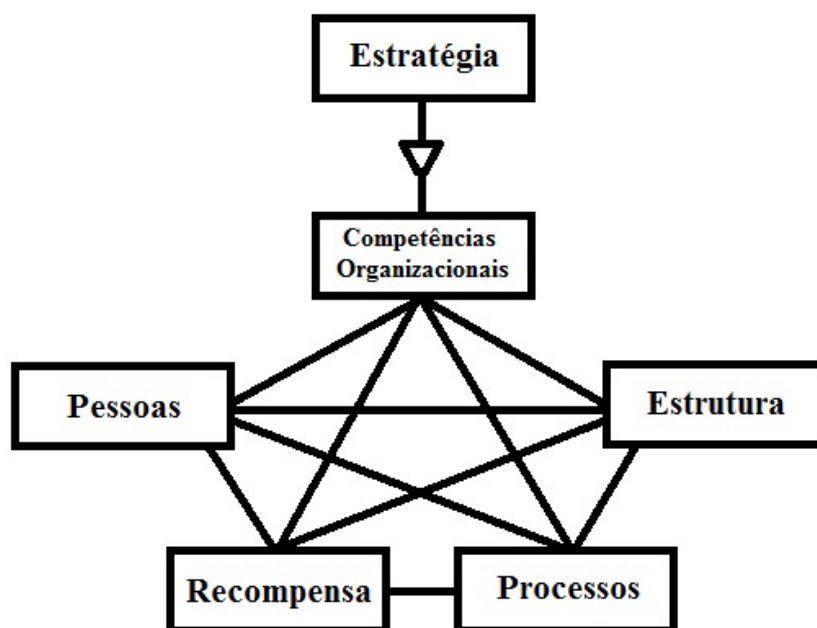 Estratégia
Competências
Organizacionais
Pessoas
Estrutura
Recompensa
Processos